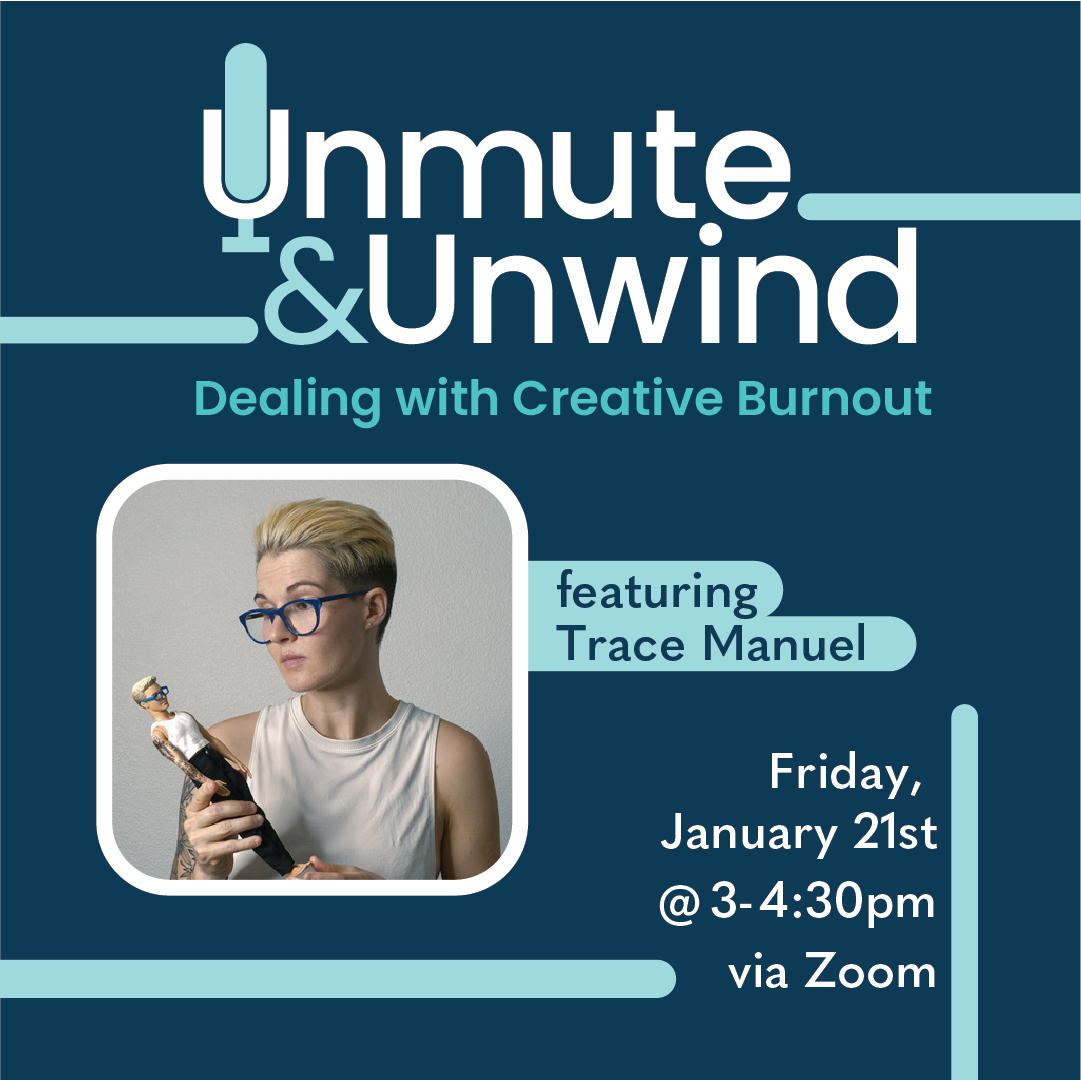 Unmute
&Unwind
Dealing with Creative Burnout
featuring
Trace Manuel
Friday,
January 21st
@ 3-4:30pm
via Zoom